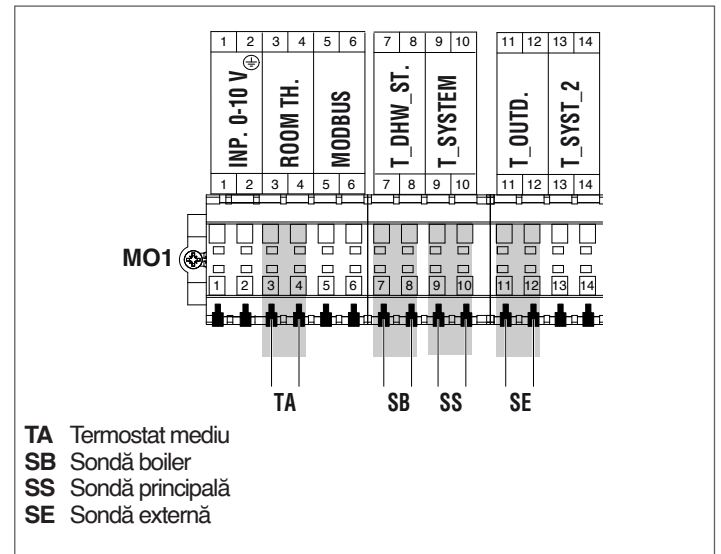 1 2 3 4 5 6 7 8 9 10 11 12 13 14
INP. 0-10 V
ROOM TH.
MODBUS
T_DHW_ST.
T_SYSTEM
T_OUTD.
T_SYST_2
1 2 3 4 5 6 7 8 9 10 11 12 13 14
MO1
1 2 3 4 5 6 7 8 9 10 11 12 13 14
TA SB SS SE
TA Termostat mediu
SB Sondă boiler
SS Sondă principală
SE Sondă externă